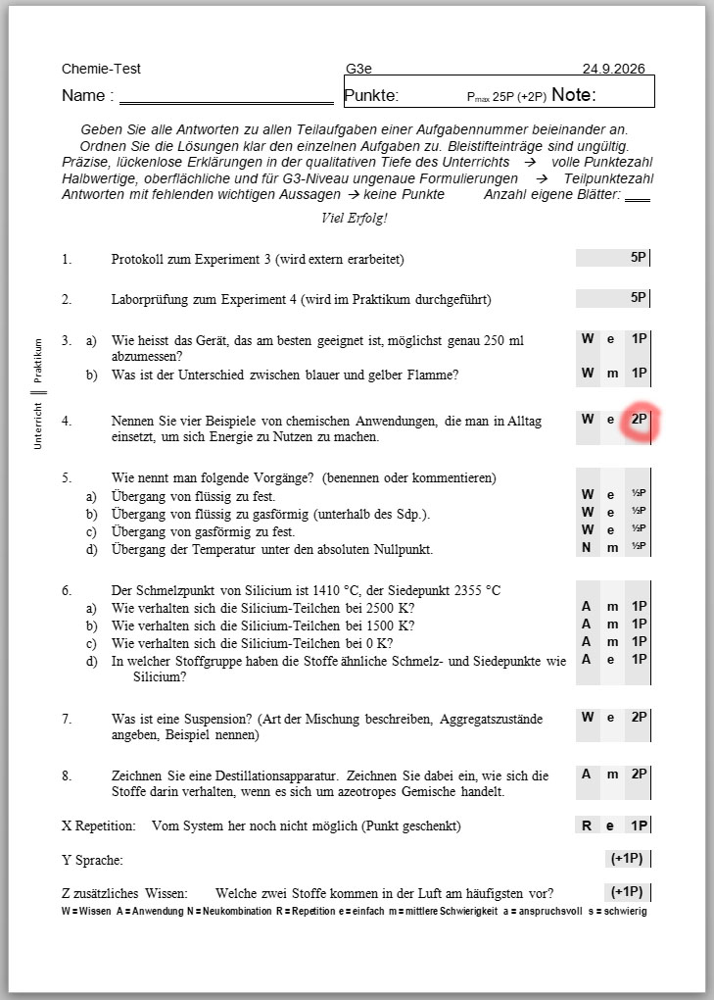 Chemie-Test G3e 24.9.2026
Name : Punkte: Pmax 25P (+2P) Note:
Geben Sie alle Antworten zu allen Teilaufgaben einer Aufgabennummer beieinander an.
Ordnen Sie die Lösungen klar den einzelnen Aufgaben zu. Bleistifteinträge sind ungültig.
Präzise, lückenlose Erklärungen in der qualitativen Tiefe des Unterrichts → volle Punktezahl
Halbwertige, oberflächliche und für G3-Niveau ungenaue Formulierungen → Teilpunktezahl
Antworten mit fehlenden wichtigen Aussagen → keine Punkte Anzahl eigene Blätter:
Viel Erfolg!
1. Protokoll zum Experiment 3 (wird extern erarbeitet) 5P
2. Laborprüfung zum Experiment 4 (wird im Praktikum durchgeführt) 5P
3. a) Wie heisst das Gerät, das am besten geeignet ist, möglichst genau 250 ml W e 1P
abzumessen?
b) Was ist der Unterschied zwischen blauer und gelber Flamme? W m 1P
Unterricht || Praktikum
4. Nennen Sie vier Beispiele von chemischen Anwendungen, die man in Alltag W e 2P
einsetzt, um sich Energie zu Nutzen zu machen.
5. Wie nennt man folgende Vorgänge? (benennen oder kommentieren)
a) Übergang von flüssig zu fest. W e ½P
b) Übergang von flüssig zu gasförmig (unterhalb des Sdp.). W e ½P
c) Übergang von gasförmig zu fest. W e ½P
d) Übergang der Temperatur unter den absoluten Nullpunkt. N m ½P
6. Der Schmelzpunkt von Silicium ist 1410 °C, der Siedepunkt 2355 °C
a) Wie verhalten sich die Silicium-Teilchen bei 2500 K? A m 1P
b) Wie verhalten sich die Silicium-Teilchen bei 1500 K? A m 1P
c) Wie verhalten sich die Silicium-Teilchen bei 0 K? A m 1P
d) In welcher Stoffgruppe haben die Stoffe ähnliche Schmelz- und Siedepunkte wie A e 1P
Silicium?
7. Was ist eine Suspension? (Art der Mischung beschreiben, Aggregatszustände W e 2P
angeben, Beispiel nennen)
8. Zeichnen Sie eine Destillationsapparatur. Zeichnen Sie dabei ein, wie sich die A m 2P
Stoffe darin verhalten, wenn es sich um azeotropes Gemische handelt.
X Repetition: Vom System her noch nicht möglich (Punkt geschenkt) R e 1P
Y Sprache: (+1P)
Z zusätzliches Wissen: Welche zwei Stoffe kommen in der Luft am häufigsten vor? (+1P)
W = Wissen A = Anwendung N = Neukombination R = Repetition e = einfach m = mittlere Schwierigkeit a = anspruchsvoll s = schwierig